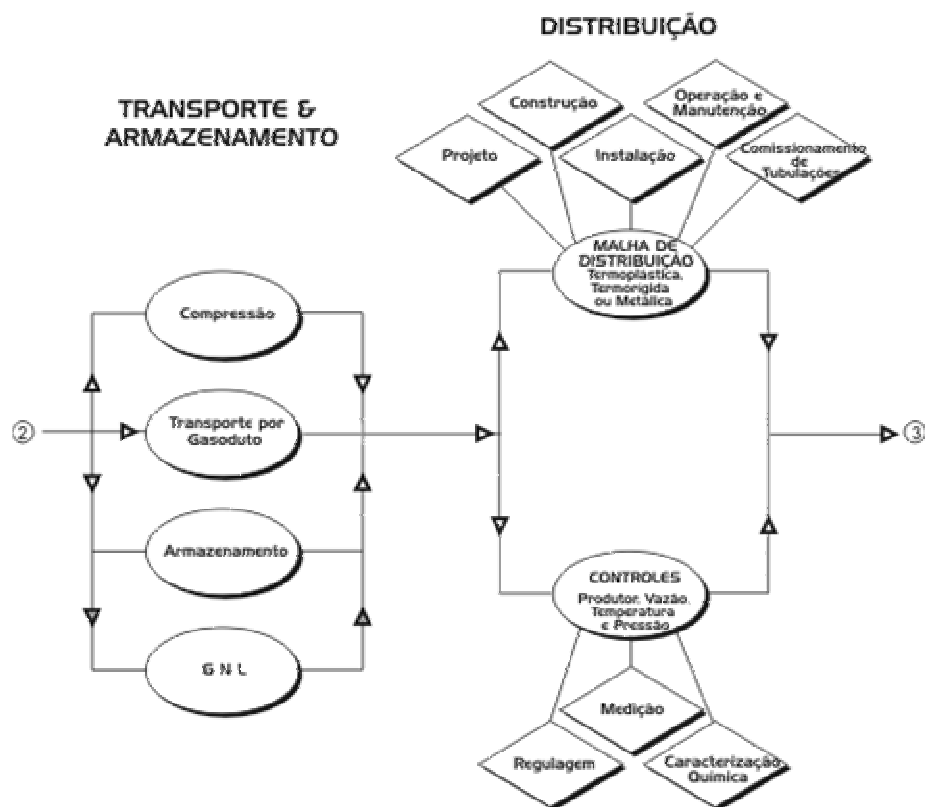 DISTRIBUIÇÃO
TRANSPORTE &
ARMAZENAMENTO
Construção
Operação e
Manutenção
Projeto
Instalação
Comissionamento
de
Tubulações
MALHA DE
DISTRIBUIÇÃO
Termoplástica,
Termorígida
ou Metálica
Compressão
②
Transporte por
Gasoduto
③
Armazenamento
G N L
CONTROLES
Produtor, Vazão,
Temperatura
e Pressão
Medição
Regulagem
Caracterização
Química